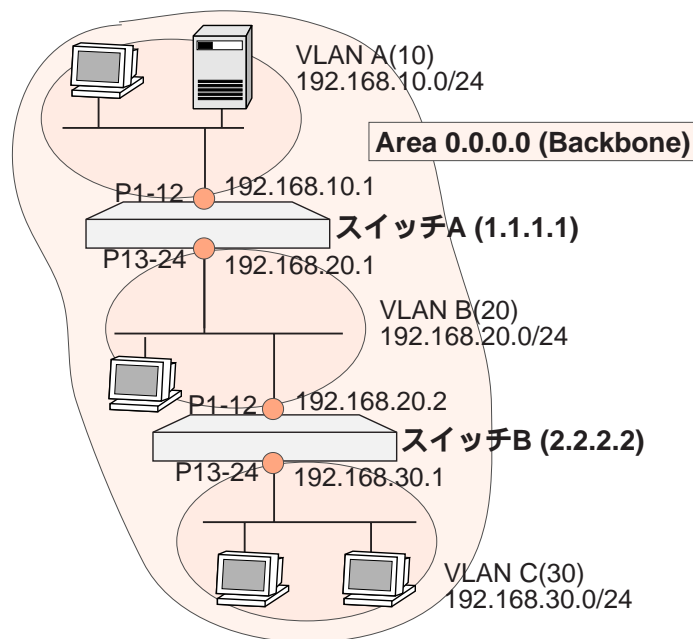 VLAN A(10)
192.168.10.0/24
Area 0.0.0.0 (Backbone)
P1-12
192.168.10.1
スイッチA (1.1.1.1)
P13-24
192.168.20.1
VLAN B(20)
192.168.20.0/24
P1-12
192.168.20.2
スイッチB (2.2.2.2)
P13-24
192.168.30.1
VLAN C(30)
192.168.30.0/24